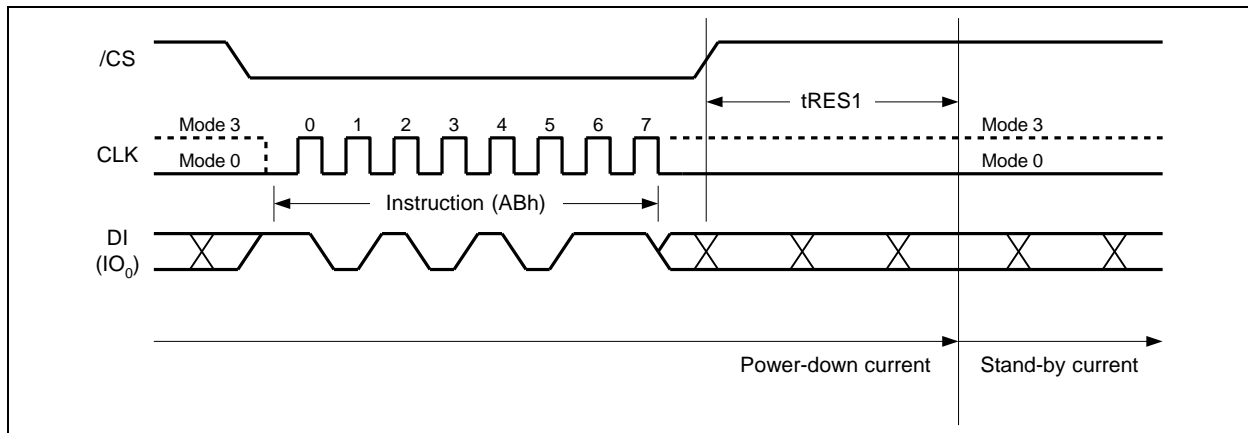 /CS
tRES1
Mode 3
0 1 2 3 4 5 6 7
Mode 3
CLK
Mode 0
Mode 0
Instruction (ABh)
DI
(IO0)
Power-down current
Stand-by current